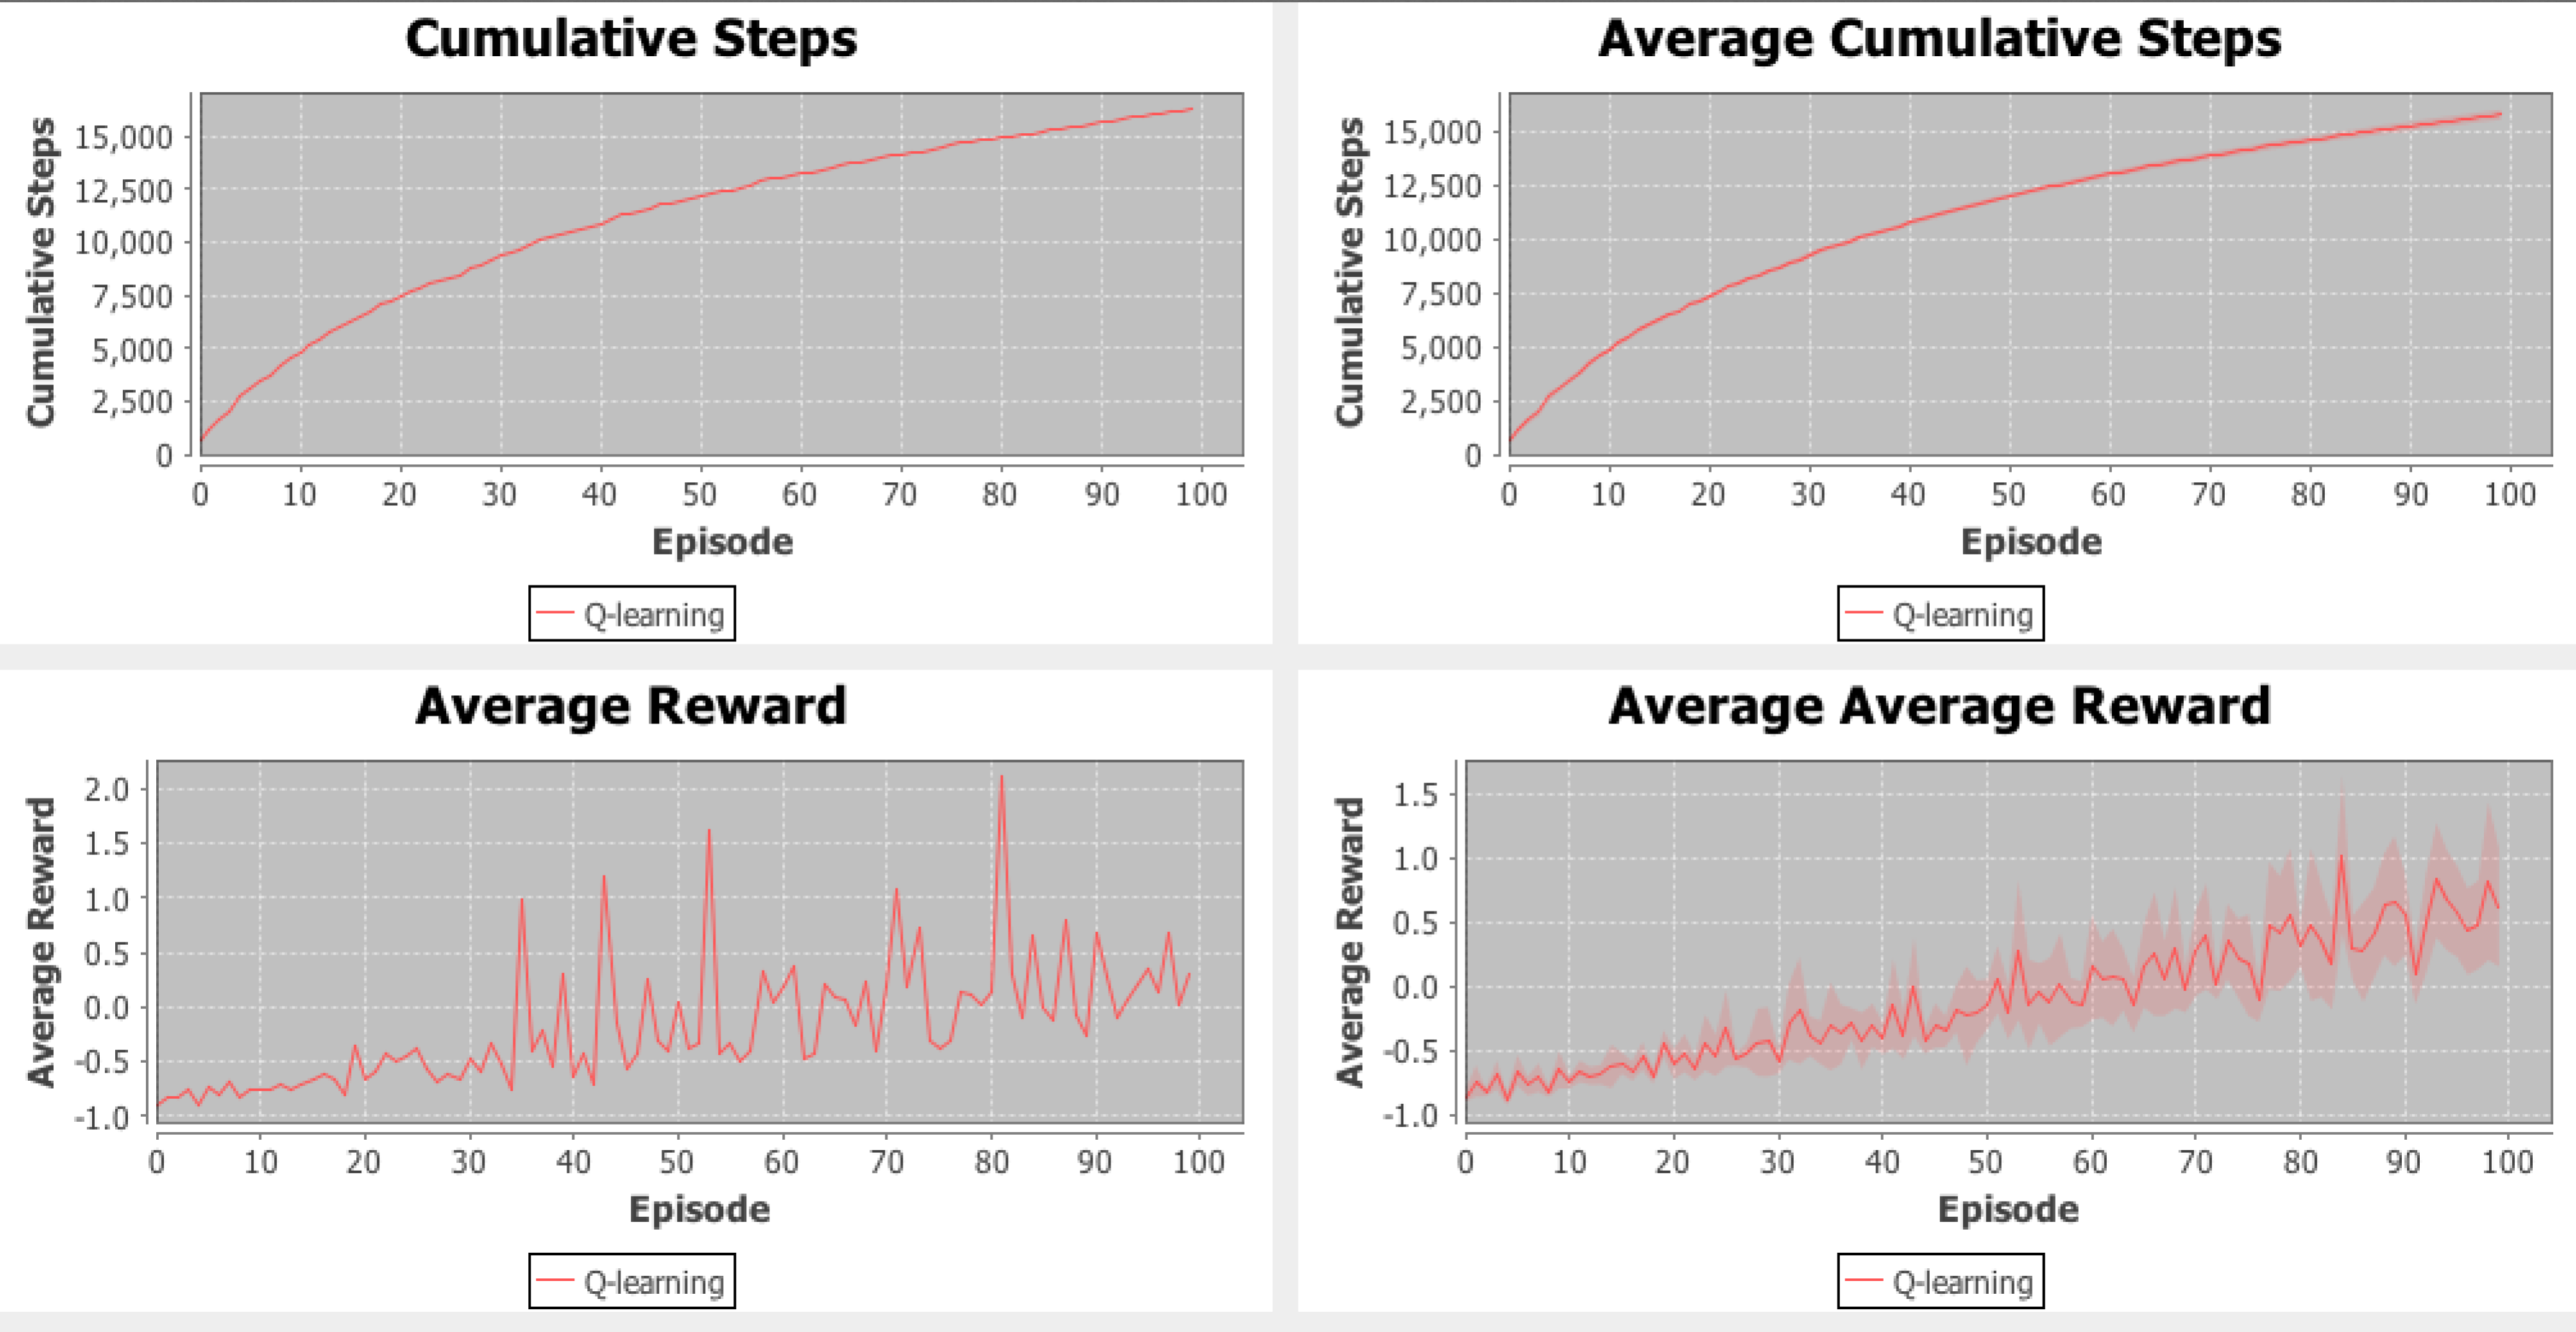 Cumulative Steps
Cumulative Steps
15,000
12,500
10,000
7,500
5,000
2,500
0
0 10 20 30 40 50 60 70 80 90 100
Episode
Q-learning
Average Cumulative Steps
Cumulative Steps
15,000
12,500
10,000
7,500
5,000
2,500
0
0 10 20 30 40 50 60 70 80 90 100
Episode
Q-learning
Average Reward
Average Reward
2.0
1.5
1.0
0.5
0.0
-0.5
-1.0
0 10 20 30 40 50 60 70 80 90 100
Episode
Q-learning
Average Average Reward
Average Reward
1.5
1.0
0.5
0.0
-0.5
-1.0
0 10 20 30 40 50 60 70 80 90 100
Episode
Q-learning